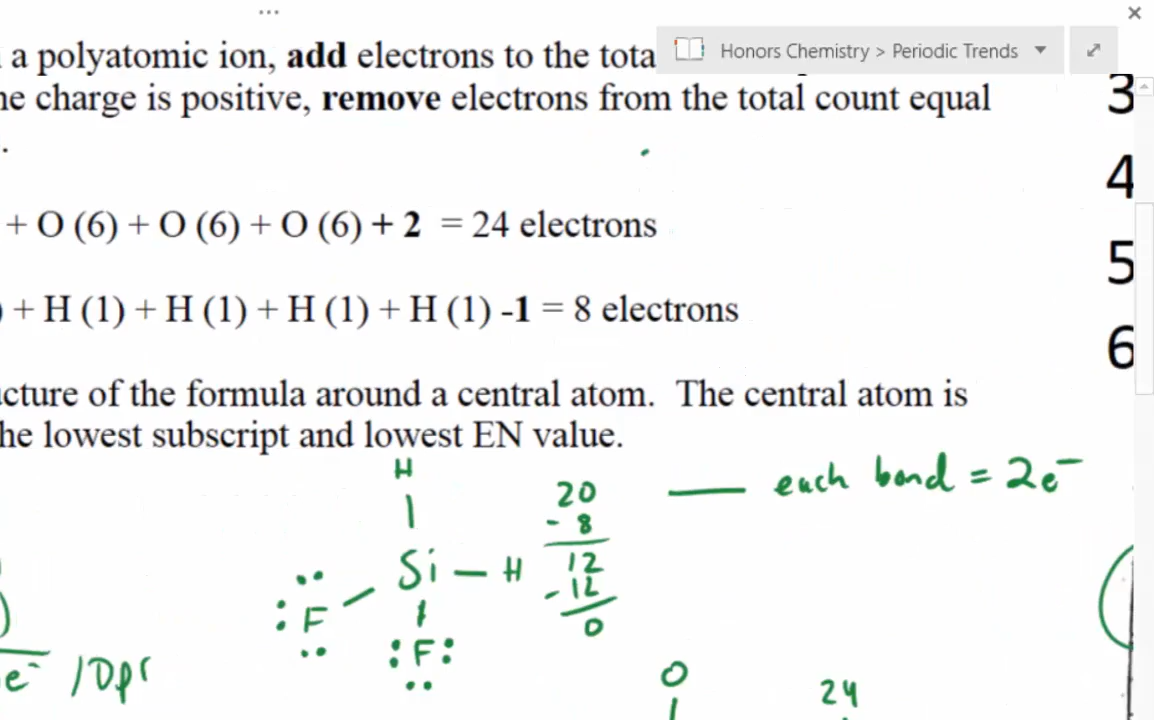 a polyatomic ion, add electrons to the tota
Honors Chemistry > Periodic Trends
he charge is positive, remove electrons from the total count equal
3
.
4
+ O (6) + O (6) + O (6) + 2 = 24 electrons
5
) + H (1) + H (1) + H (1) + H (1) -1 = 8 electrons
6
cture of the formula around a central atom. The central atom is
he lowest subscript and lowest EN value.
H
20
- 8
each bond = 2e⁻
Si — H
12
- 12
0
:F:
:F:
e⁻ 10pr
O
24